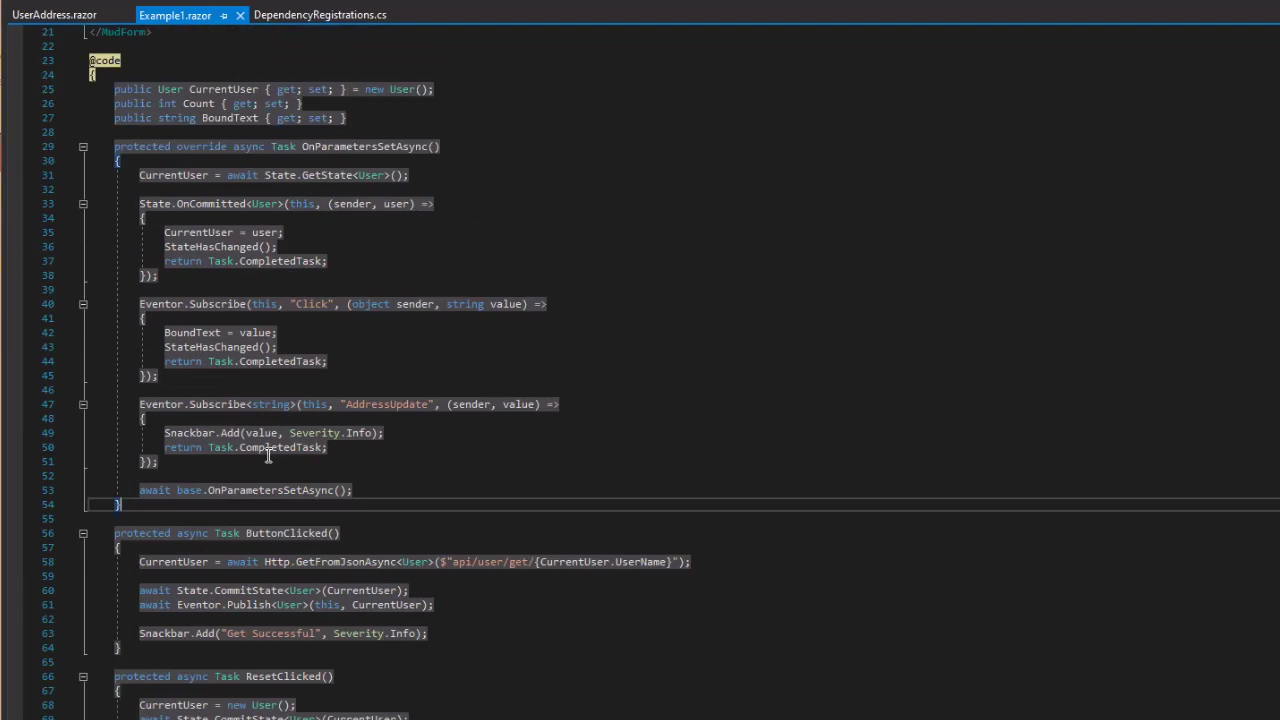 UserAddress.razor Example1.razor DependencyRegistrations.cs
21 </MudForm>
22
23 @code
24 {
25 public User CurrentUser { get; set; } = new User();
26 public int Count { get; set; }
27 public string BoundText { get; set; }
28
29 protected override async Task OnParametersSetAsync()
30 {
31 CurrentUser = await State.GetState<User>();
32
33 State.OnCommitted<User>(this, (sender, user) =>
34 {
35 CurrentUser = user;
36 StateHasChanged();
37 return Task.CompletedTask;
38 });
39
40 Eventor.Subscribe(this, "Click", (object sender, string value) =>
41 {
42 BoundText = value;
43 StateHasChanged();
44 return Task.CompletedTask;
45 });
46
47 Eventor.Subscribe<string>(this, "AddressUpdate", (sender, value) =>
48 {
49 Snackbar.Add(value, Severity.Info);
50 return Task.CompletedTask;
51 });
52
53 await base.OnParametersSetAsync();
54 }
55
56 protected async Task ButtonClicked()
57 {
58 CurrentUser = await Http.GetFromJsonAsync<User>($"api/user/get/{CurrentUser.UserName}");
59
60 await State.CommitState<User>(CurrentUser);
61 await Eventor.Publish<User>(this, CurrentUser);
62
63 Snackbar.Add("Get Successful", Severity.Info);
64 }
65
66 protected async Task ResetClicked()
67 {
68 CurrentUser = new User();
69 await State.CommitState<User>(CurrentUser);